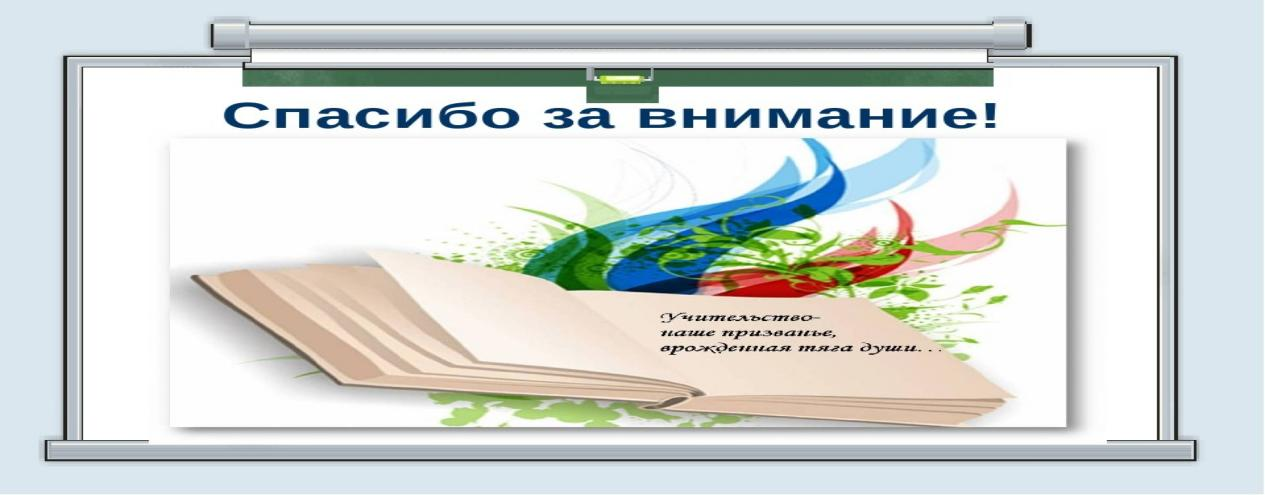 Спасибо за внимание!
Учительство-
наше призванье,
врожденная тяга души. . .